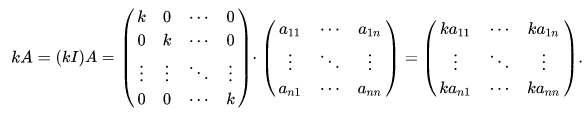 $kA = (kI)A = \begin{pmatrix} k & 0 & \cdots & 0 \\ 0 & k & \cdots & 0 \\ \vdots & \vdots & \ddots & \vdots \\ 0 & 0 & \cdots & k \end{pmatrix} \cdot \begin{pmatrix} a_{11} & \cdots & a_{1n} \\ \vdots & \ddots & \vdots \\ a_{n1} & \cdots & a_{nn} \end{pmatrix} = \begin{pmatrix} ka_{11} & \cdots & ka_{1n} \\ \vdots & \ddots & \vdots \\ ka_{n1} & \cdots & ka_{nn} \end{pmatrix}.$